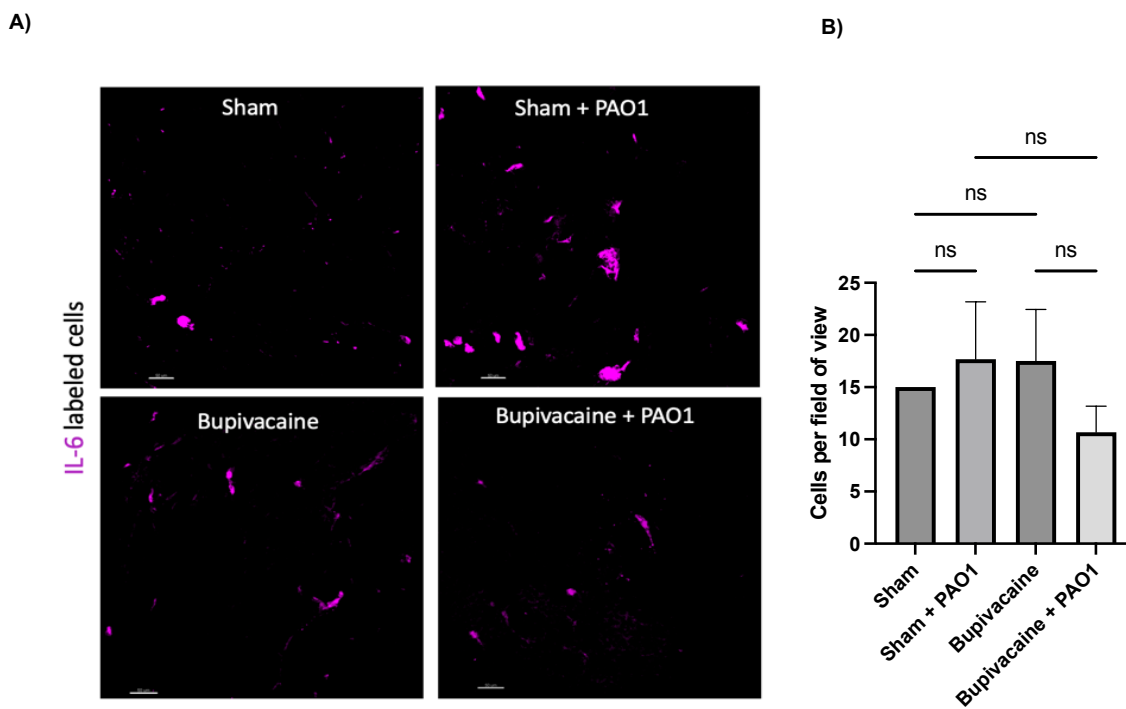 A)
B)
Sham
Sham + PAO1
Bupivacaine
Bupivacaine + PAO1
IL-6 labeled cells
ns
ns
ns
ns
25
20
15
10
5
0
Cells per field of view
Sham
Sham + PAO1
Bupivacaine
Bupivacaine + PAO1